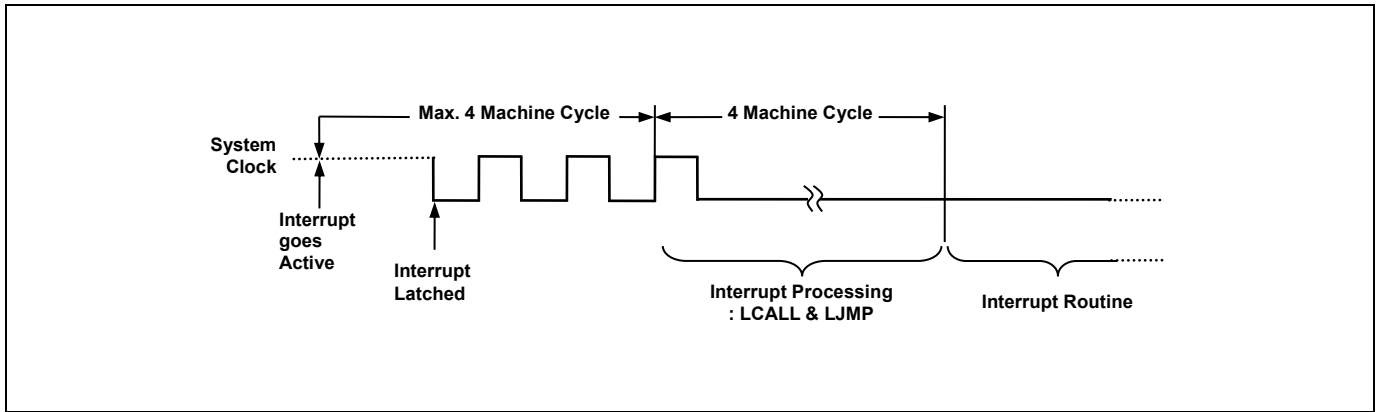 Max. 4 Machine Cycle
4 Machine Cycle
System
Clock
Interrupt
goes
Active
Interrupt
Latched
Interrupt Processing
: LCALL & LJMP
Interrupt Routine